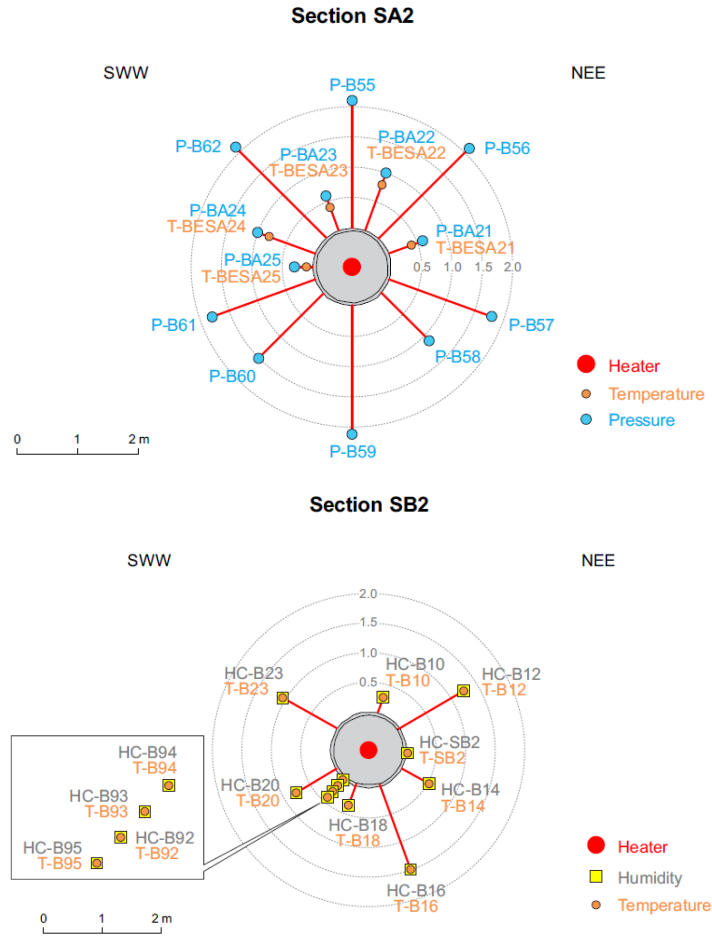 Section SA2
SWW
NEE
P-B55
P-B62
P-BA23
T-BESA23
P-BA22
T-BESA22
P-B56
P-BA24
T-BESA24
P-BA21
T-BESA21
P-BA25
T-BESA25
0.5 1.0 1.5 2.0
P-B61
P-B57
P-B58
P-B60
P-B59
Heater
Temperature
Pressure
0 1 2 m
Section SB2
SWW
NEE
2.0
1.5
1.0
0.5
HC-B23
T-B23
HC-B10
T-B10
HC-B12
T-B12
HC-SB2
T-SB2
HC-B94
T-B94
HC-B93
T-B93
HC-B92
T-B92
HC-B95
T-B95
HC-B20
T-B20
HC-B14
T-B14
HC-B18
T-B18
HC-B16
T-B16
Heater
Humidity
Temperature
0 1 2 m